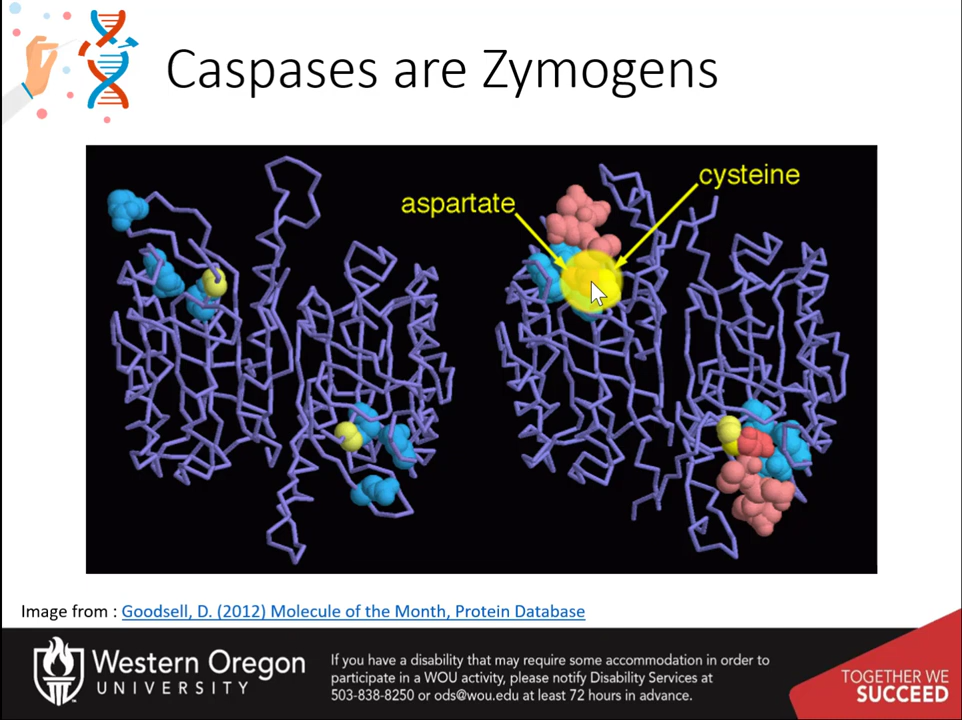 Caspases are Zymogens
cysteine
aspartate
Image from : Goodsell, D. (2012) Molecule of the Month, Protein Database
Western Oregon
UNIVERSITY
If you have a disability that may require some accommodation in order to
participate in a WOU activity, please notify Disability Services at
503-838-8250 or ods@wou.edu at least 72 hours in advance.
TOGETHER WE
SUCCEED